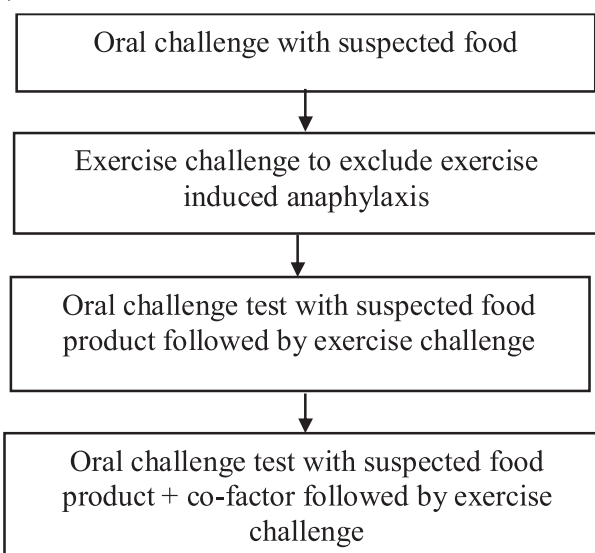 Oral challenge with suspected food
Exercise challenge to exclude exercise
induced anaphylaxis
Oral challenge test with suspected food
product followed by exercise challenge
Oral challenge test with suspected food
product + co-factor followed by exercise
challenge